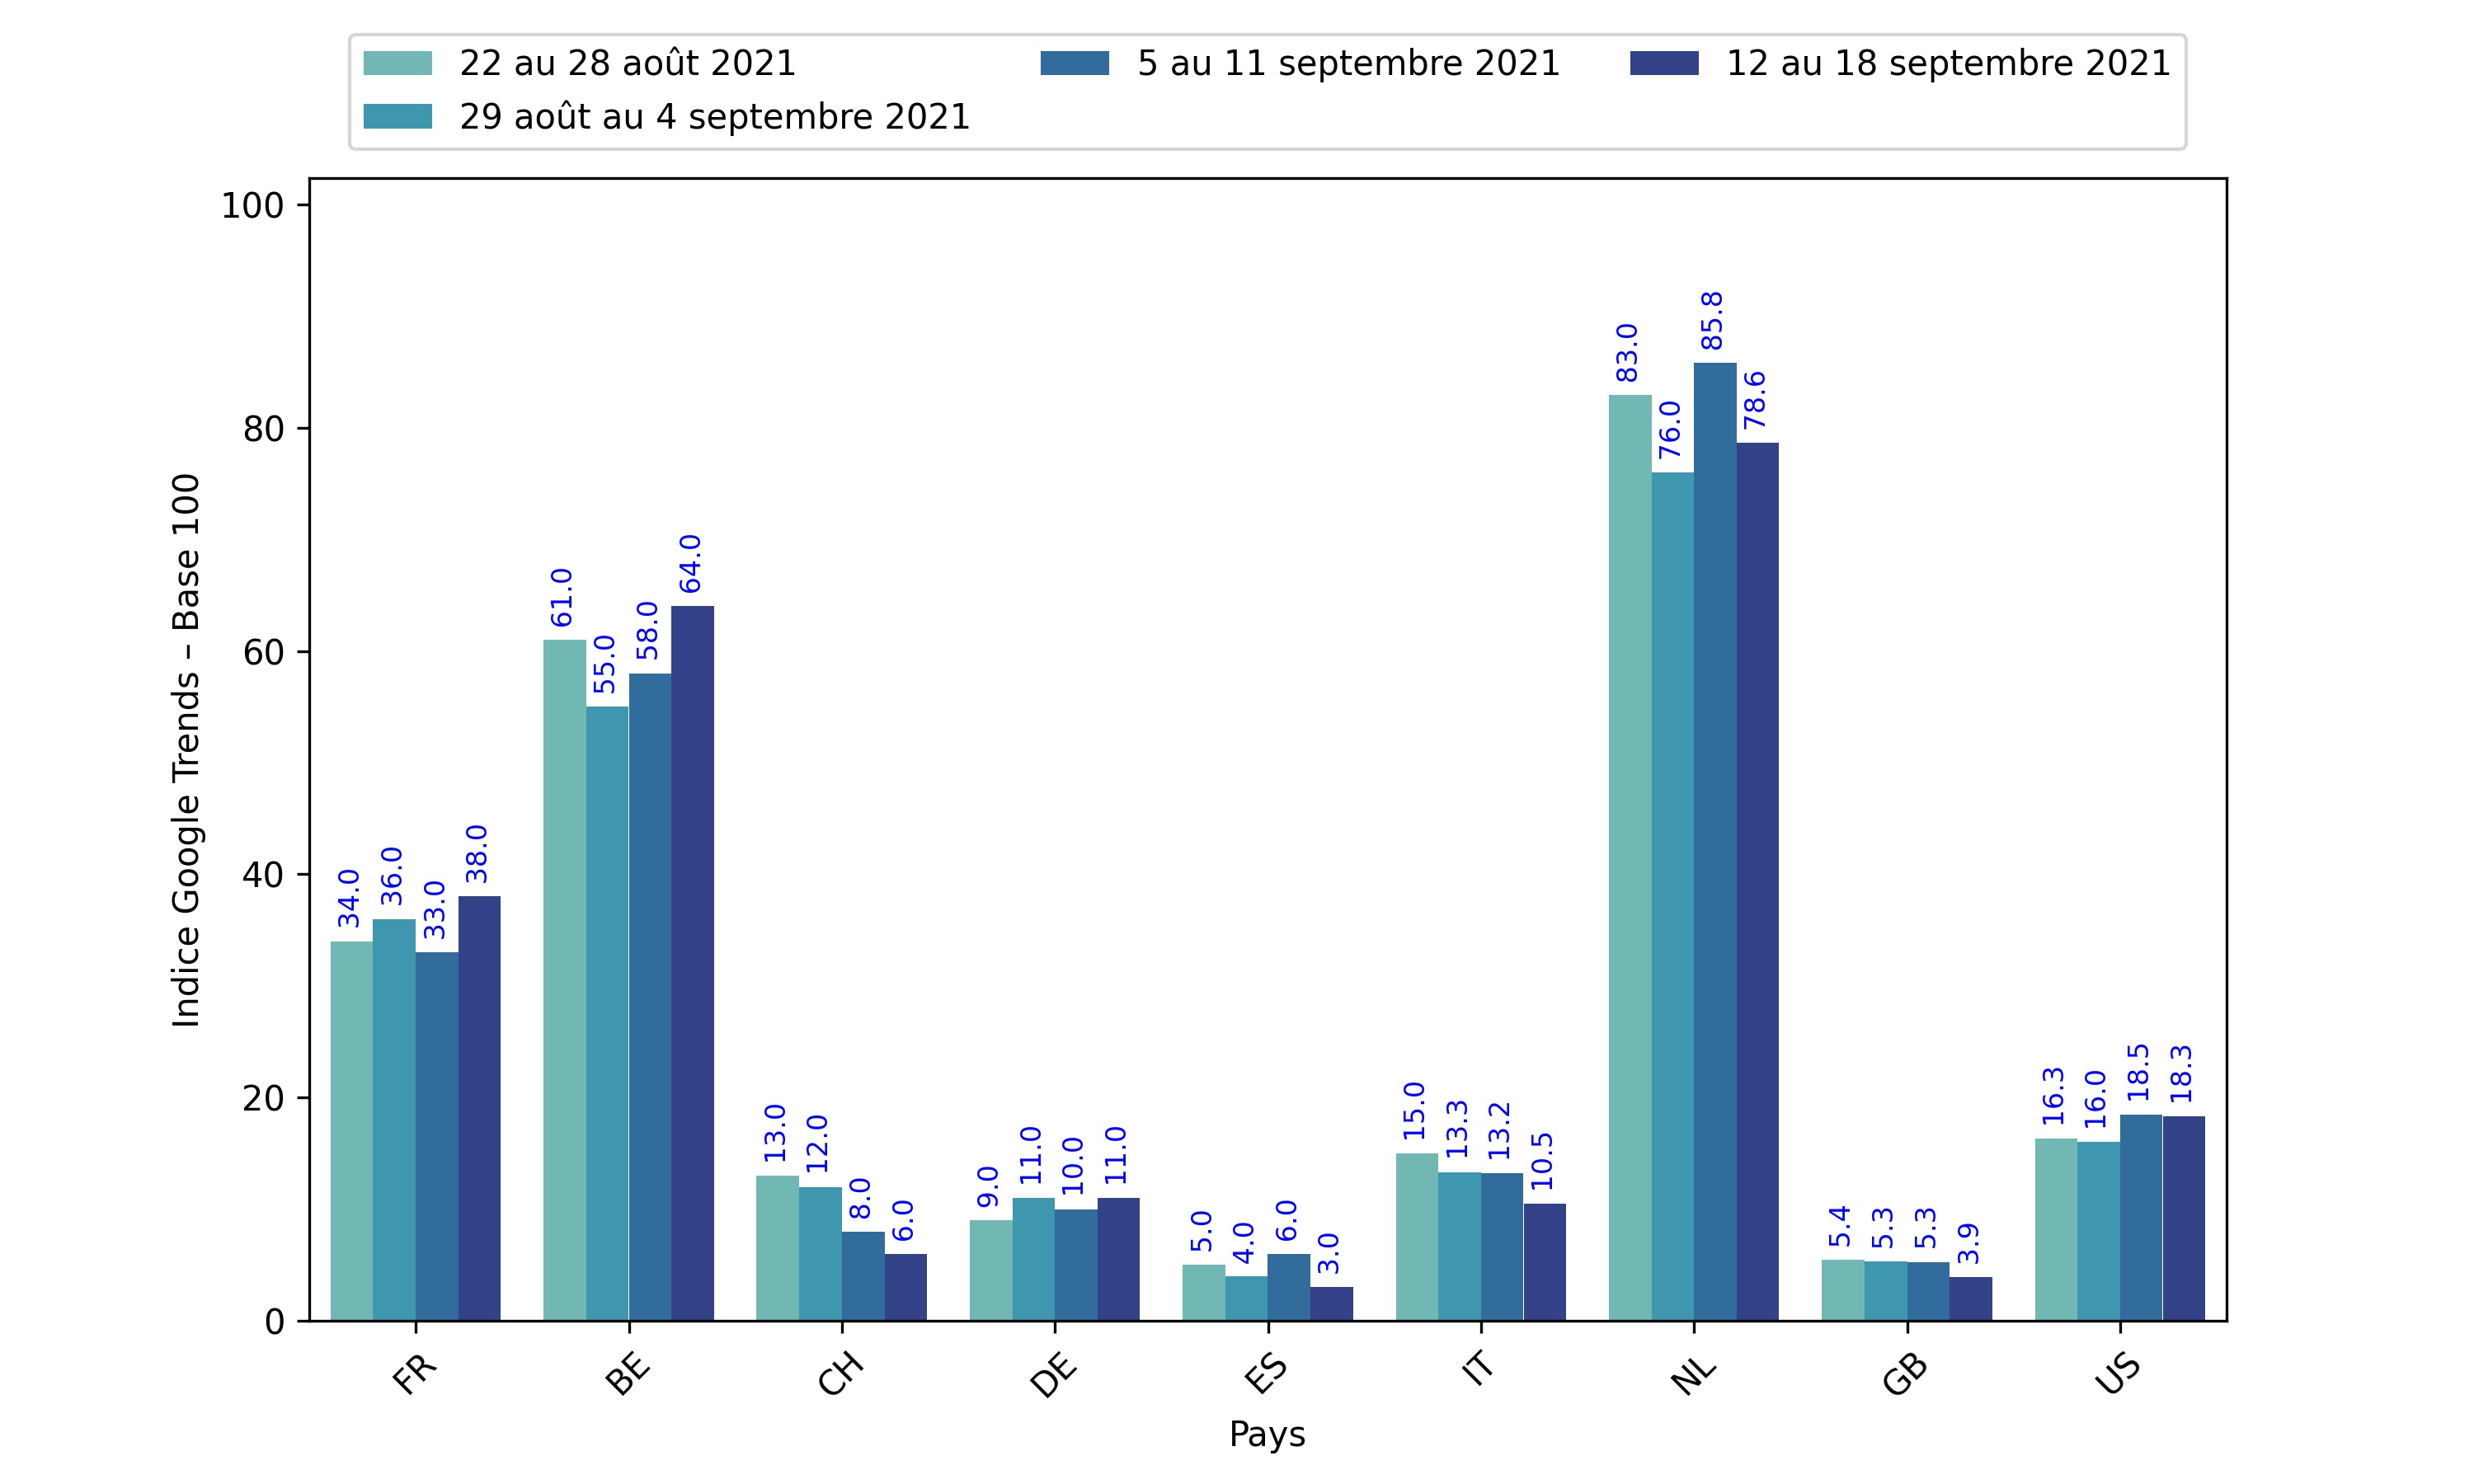 22 au 28 août 2021
29 août au 4 septembre 2021
5 au 11 septembre 2021
12 au 18 septembre 2021
Indice Google Trends – Base 100
100
80
60
40
20
0
34.0
36.0
33.0
38.0
61.0
55.0
58.0
64.0
13.0
12.0
8.0
6.0
9.0
11.0
10.0
11.0
5.0
4.0
6.0
3.0
15.0
13.3
13.2
10.5
83.0
76.0
85.8
78.6
5.4
5.3
5.3
3.9
16.3
16.0
18.5
18.3
FR
BE
CH
DE
ES
IT
NL
GB
US
Pays